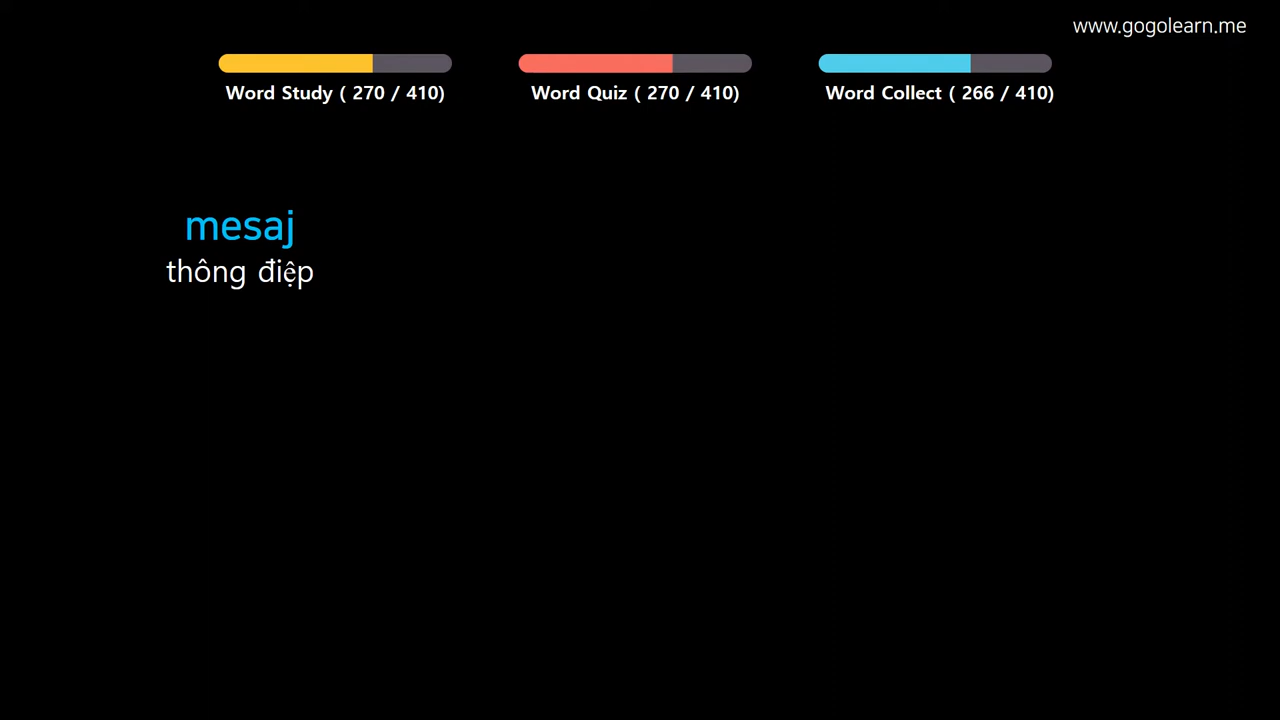 www.gogolearn.me
Word Study ( 270 / 410)
Word Quiz ( 270 / 410)
Word Collect ( 266 / 410)
mesaj
thông điệp